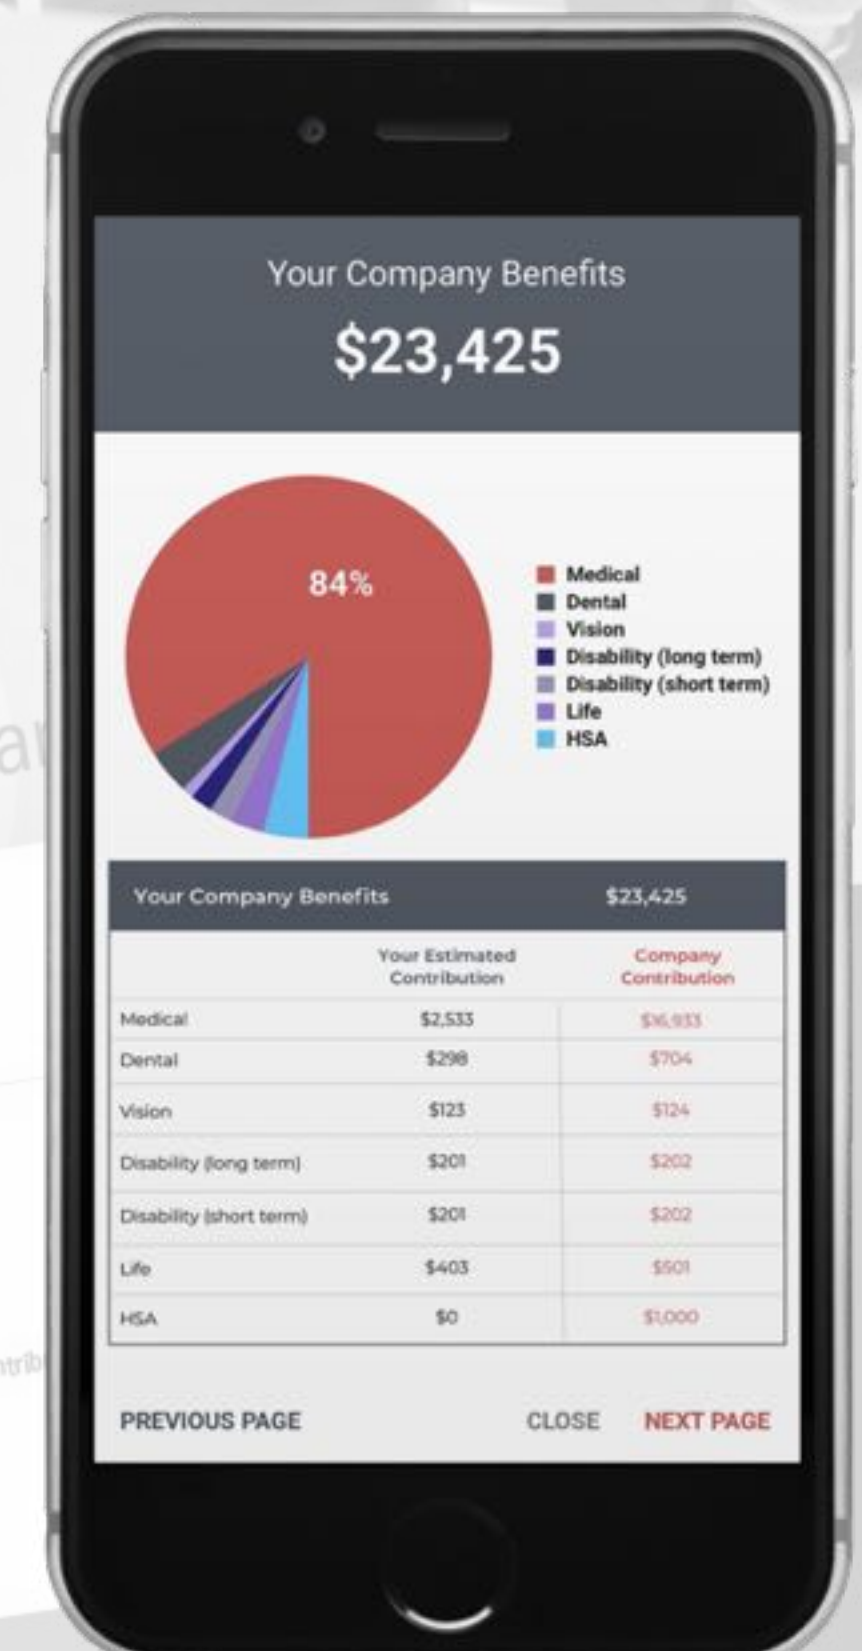 Your Company Benefits
$23,425
84%
Medical
Dental
Vision
Disability (long term)
Disability (short term)
Life
HSA
Your Company Benefits $23,425
Your Estimated Contribution Company Contribution
Medical $2,533 $16,933
Dental $298 $704
Vision $123 $124
Disability (long term) $201 $202
Disability (short term) $201 $202
Life $403 $501
HSA $0 $1,000
PREVIOUS PAGE CLOSE NEXT PAGE